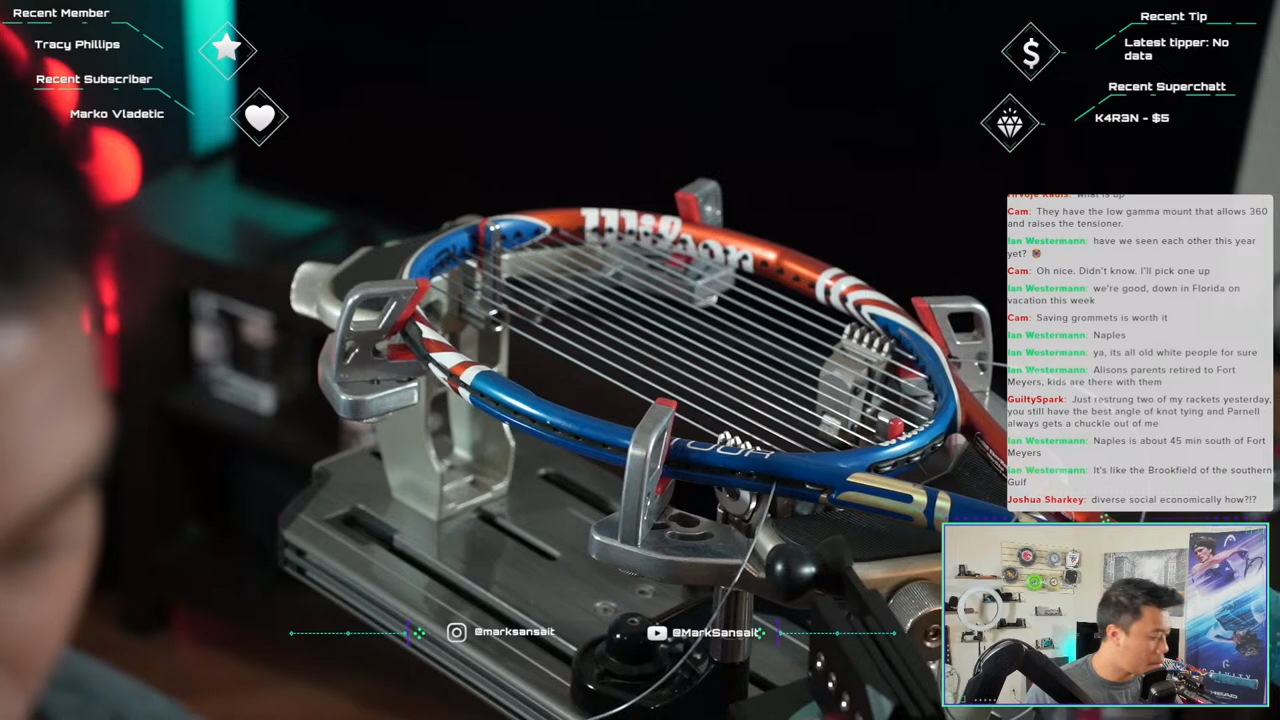 Recent Member
Tracy Phillips
Recent Subscriber
Marko Vladetic
Recent Tip
Latest tipper: No
data
Recent Superchatt
K4R3N - $5
what is up
Cam: They have the low gamma mount that allows 360
and raises the tensioner.
Ian Westermann: have we seen each other this year
yet?
Cam: Oh nice. Didn't know. I'll pick one up
Ian Westermann: we're good, down in Florida on
vacation this week
Cam: Saving grommets is worth it
Ian Westermann: Naples
Ian Westermann: ya, its all old white people for sure
Ian Westermann: Alisons parents retired to Fort
Meyers, kids are there with them
GuiltySpark: Just restrung two of my rackets yesterday,
you still have the best angle of knot tying and Parnell
always gets a chuckle out of me
Ian Westermann: Naples is about 45 min south of Fort
Meyers
Ian Westermann: It's like the Brookfield of the southern
Gulf
Joshua Sharkey: diverse social economically how?!?
Wilson
@marksansait
@MarkSansait
HEAD